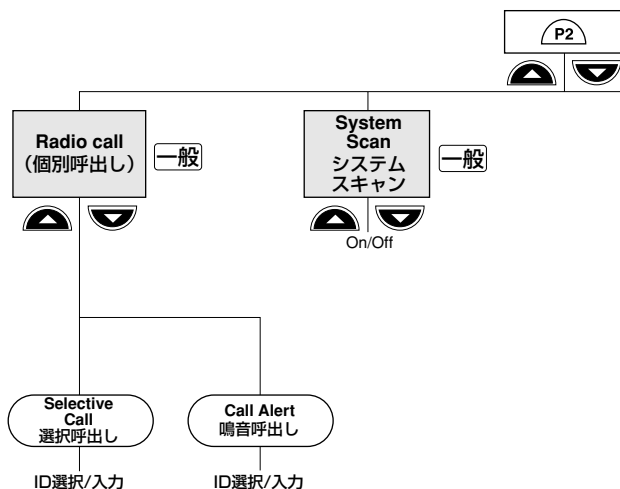 P2
Radio call
（個別呼出し）
一般
System
Scan
システム
スキャン
一般
On/Off
Selective
Call
選択呼出し
Call Alert
鳴音呼出し
ID選択/入力
ID選択/入力